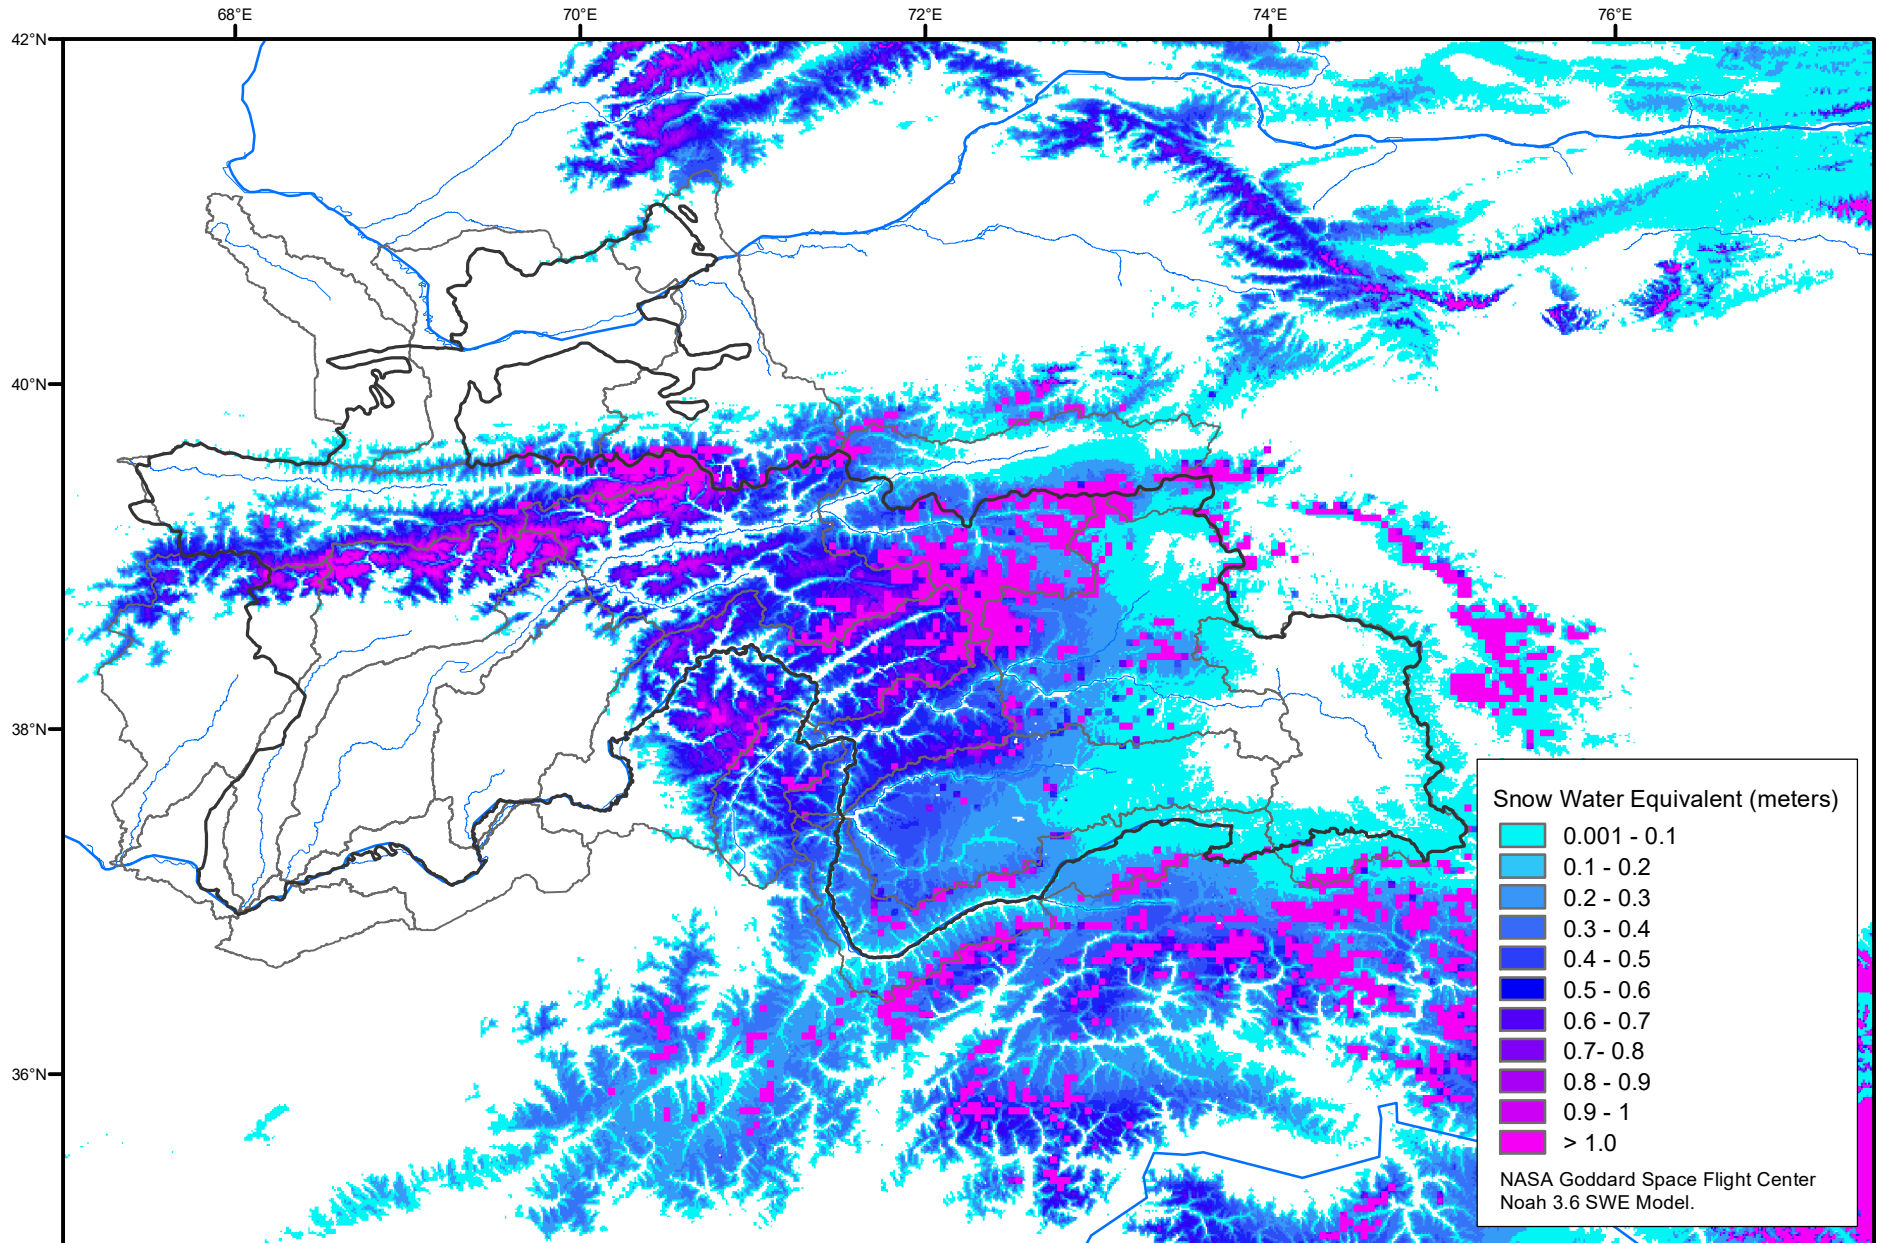 68°E 70°E 72°E 74°E 76°E
42°N
40°N
38°N
36°N
Snow Water Equivalent (meters)
0.001 - 0.1
0.1 - 0.2
0.2 - 0.3
0.3 - 0.4
0.4 - 0.5
0.5 - 0.6
0.6 - 0.7
0.7- 0.8
0.8 - 0.9
0.9 - 1
> 1.0
NASA Goddard Space Flight Center
Noah 3.6 SWE Model.